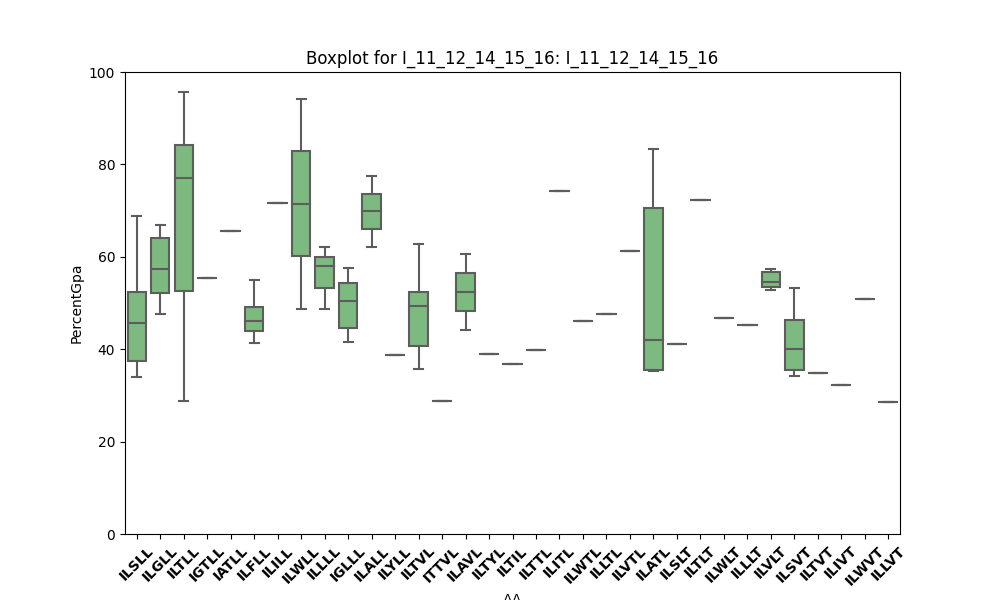 Boxplot for I_11_12_14_15_16: I_11_12_14_15_16
100
80
60
40
20
0
PercentGpa
ILSLL
ILGLL
ILTLL
IGTLL
IATLL
ILFLL
ILILL
ILWLL
ILLLL
IGLLL
ILALL
ILYLL
ILTVL
ITTVL
ILAVL
ILTYL
ILTIL
ILTTL
ILITL
ILWTL
ILLTL
ILVTL
ILATL
ILSLT
ILTLT
ILWLT
ILLLT
ILVLT
ILSVT
ILTVT
ILIVT
ILWVT
ILLVT
AA